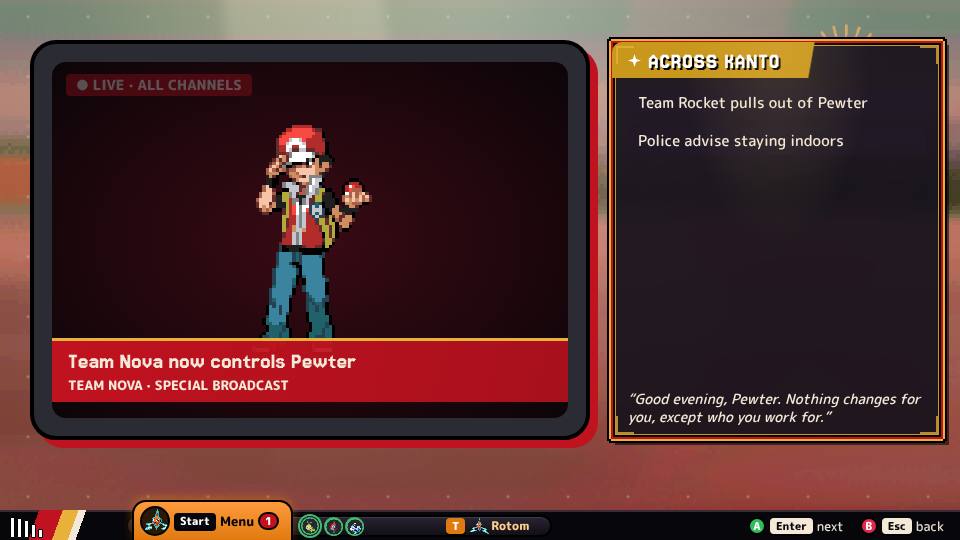 LIVE · ALL CHANNELS
Team Nova now controls Pewter
TEAM NOVA · SPECIAL BROADCAST
ACROSS KANTO
Team Rocket pulls out of Pewter
Police advise staying indoors
“Good evening, Pewter. Nothing changes for
you, except who you work for.”
Start Menu 1
T Rotom
A Enter next
B Esc back